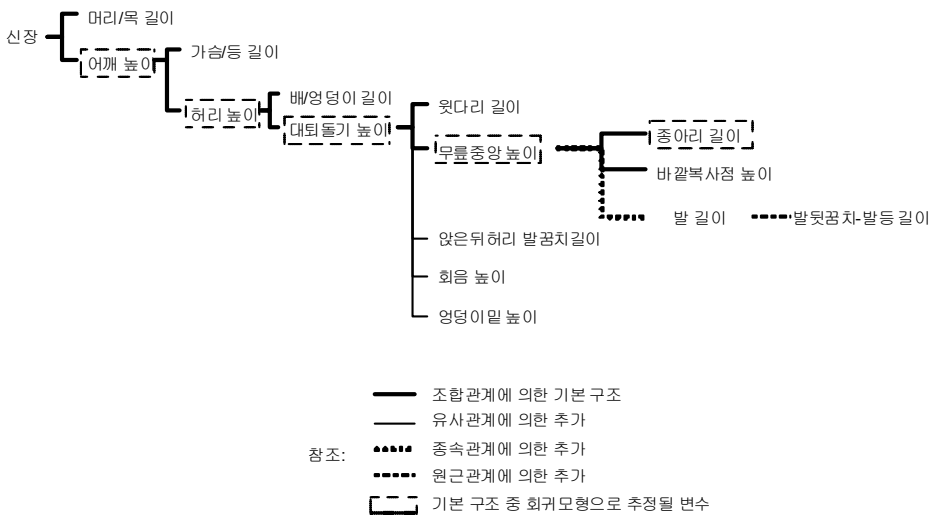 신장
머리/목 길이
어깨 높이
가슴/등 길이
허리 높이
배/엉덩이 길이
대퇴돌기 높이
윗다리 길이
무릎중앙 높이
종아리 길이
바깥복사점 높이
발 길이
발뒷꿈치-발등 길이
앉은뒤허리 발꿈치길이
회음 높이
엉덩이밑 높이
참조:
조합관계에 의한 기본 구조
유사관계에 의한 추가
종속관계에 의한 추가
원근관계에 의한 추가
기본 구조 중 회귀모형으로 추정될 변수